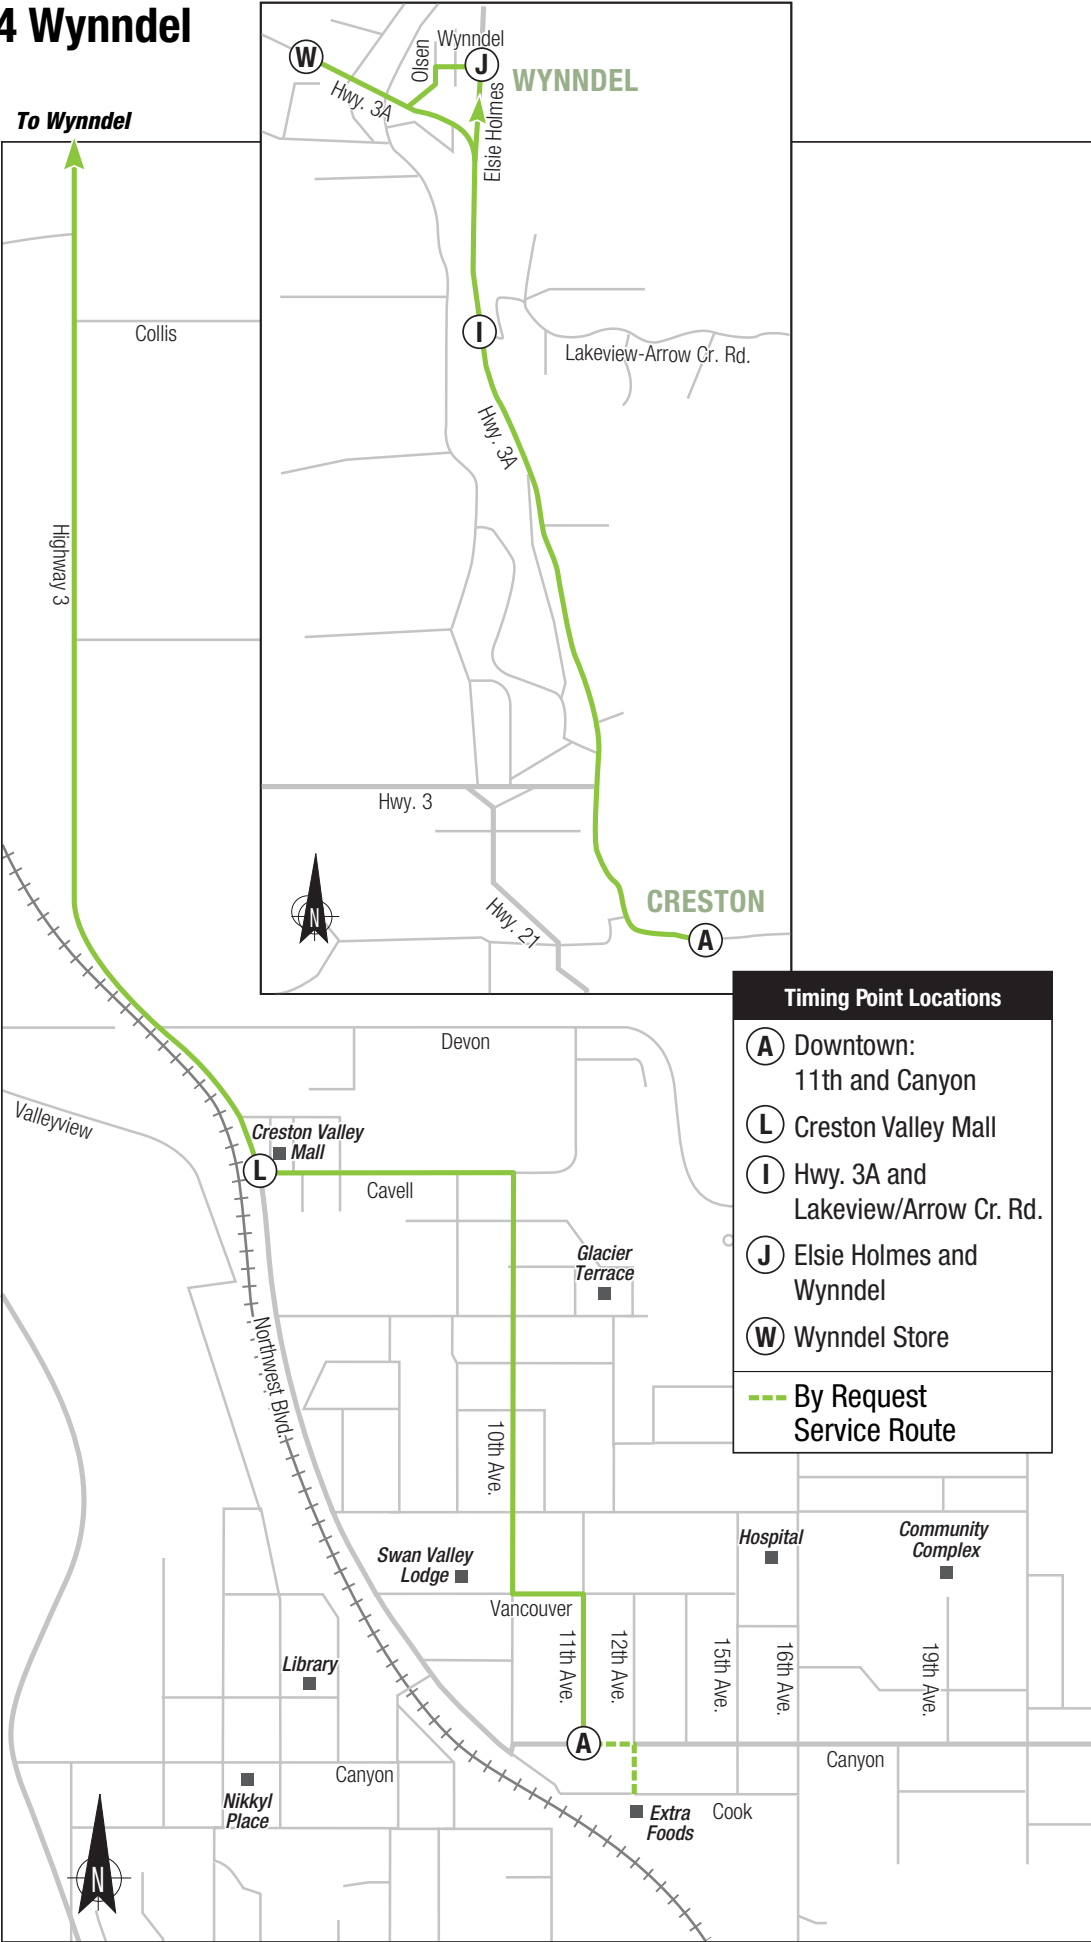 4 Wynndel
To Wynndel
W
Olsen
Wynndel
J
WYNNDEL
Hwy. 3A
Elsie Holmes
I
Lakeview-Arrow Cr. Rd.
Hwy. 3A
Collis
Highway 3
Hwy. 3
Hwy. 21
N
CRESTON
A
Timing Point Locations
A Downtown:
11th and Canyon
L Creston Valley Mall
I Hwy. 3A and
Lakeview/Arrow Cr. Rd.
J Elsie Holmes and
Wynndel
W Wynndel Store
By Request
Service Route
Devon
Valleyview
Creston Valley
Mall
L
Cavell
Glacier
Terrace
Northwest Blvd.
10th Ave.
Swan Valley
Lodge
Hospital
Community
Complex
Vancouver
Library
11th Ave.
12th Ave.
15th Ave.
16th Ave.
19th Ave.
A
Canyon
Canyon
Nikkyl
Place
Extra
Foods
Cook
N